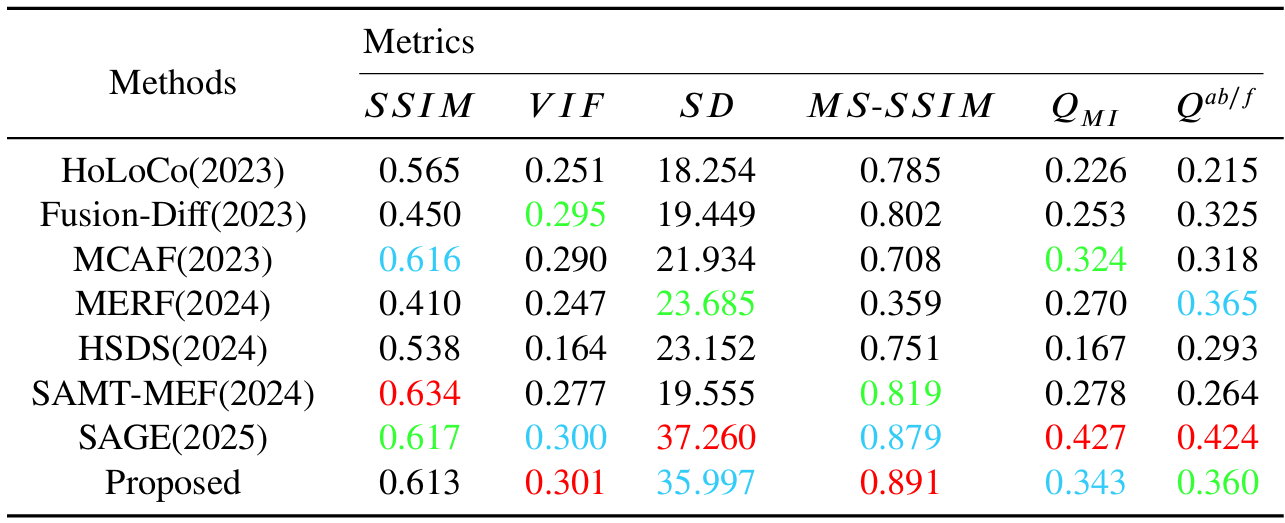 Metrics
Methods
SSIM VIF SD MS-SSIM Q_MI Q^ab/f
HoLoCo(2023) 0.565 0.251 18.254 0.785 0.226 0.215
Fusion-Diff(2023) 0.450 0.295 19.449 0.802 0.253 0.325
MCAF(2023) 0.616 0.290 21.934 0.708 0.324 0.318
MERF(2024) 0.410 0.247 23.685 0.359 0.270 0.365
HSDS(2024) 0.538 0.164 23.152 0.751 0.167 0.293
SAMT-MEF(2024) 0.634 0.277 19.555 0.819 0.278 0.264
SAGE(2025) 0.617 0.300 37.260 0.879 0.427 0.424
Proposed 0.613 0.301 35.997 0.891 0.343 0.360